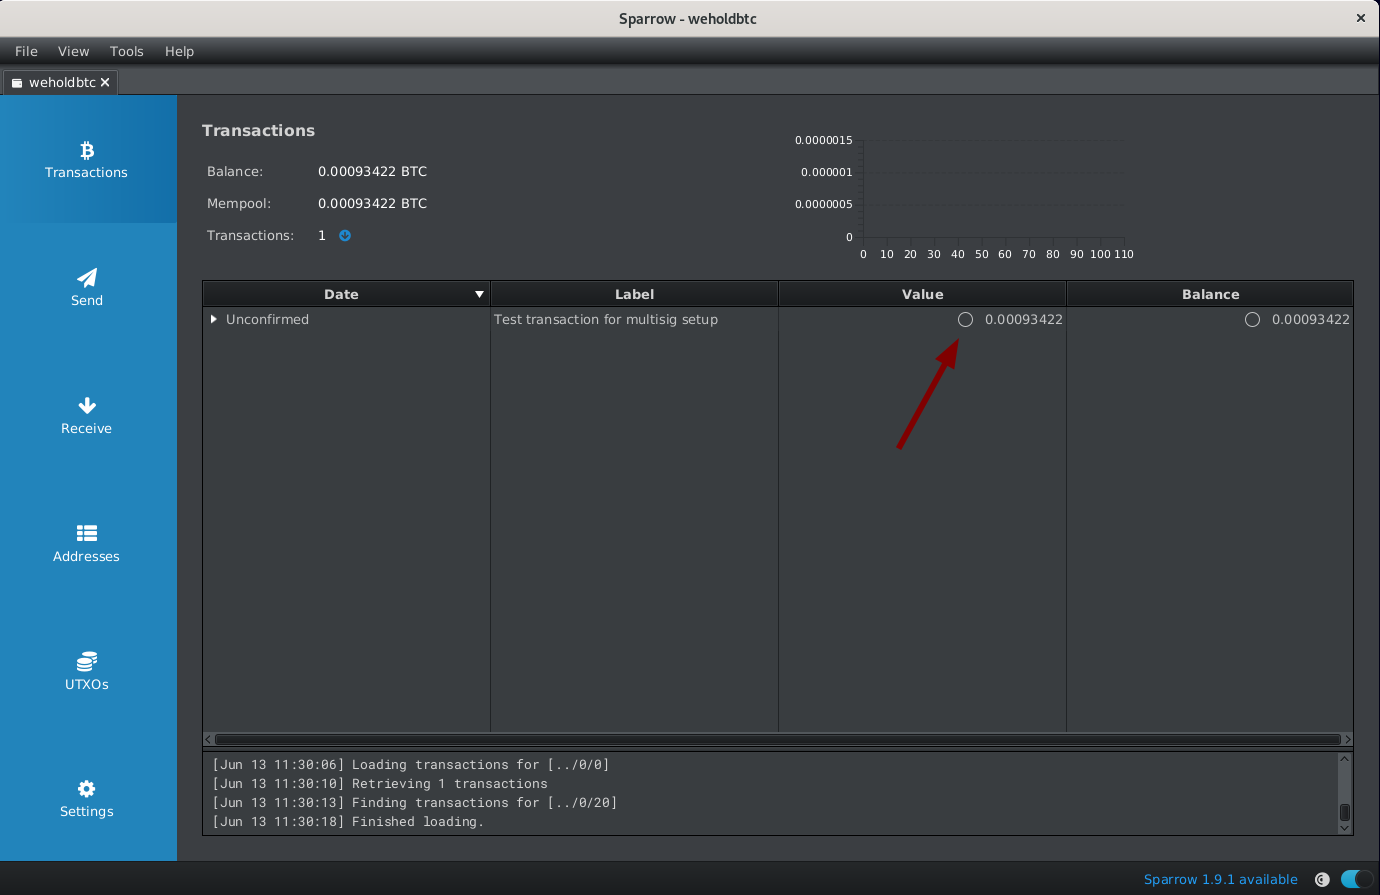 Sparrow - weholdbtc
File View Tools Help
weholdbtc
Transactions
Send
Receive
Addresses
UTXOs
Settings
Transactions
Balance: 0.00093422 BTC
Mempool: 0.00093422 BTC
Transactions: 1
0.0000015
0.000001
0.0000005
0
0 10 20 30 40 50 60 70 80 90 100 110
Date Label Value Balance
Unconfirmed Test transaction for multisig setup 0.00093422 0.00093422
[Jun 13 11:30:06] Loading transactions for [../0/0]
[Jun 13 11:30:10] Retrieving 1 transactions
[Jun 13 11:30:13] Finding transactions for [../0/20]
[Jun 13 11:30:18] Finished loading.
Sparrow 1.9.1 available